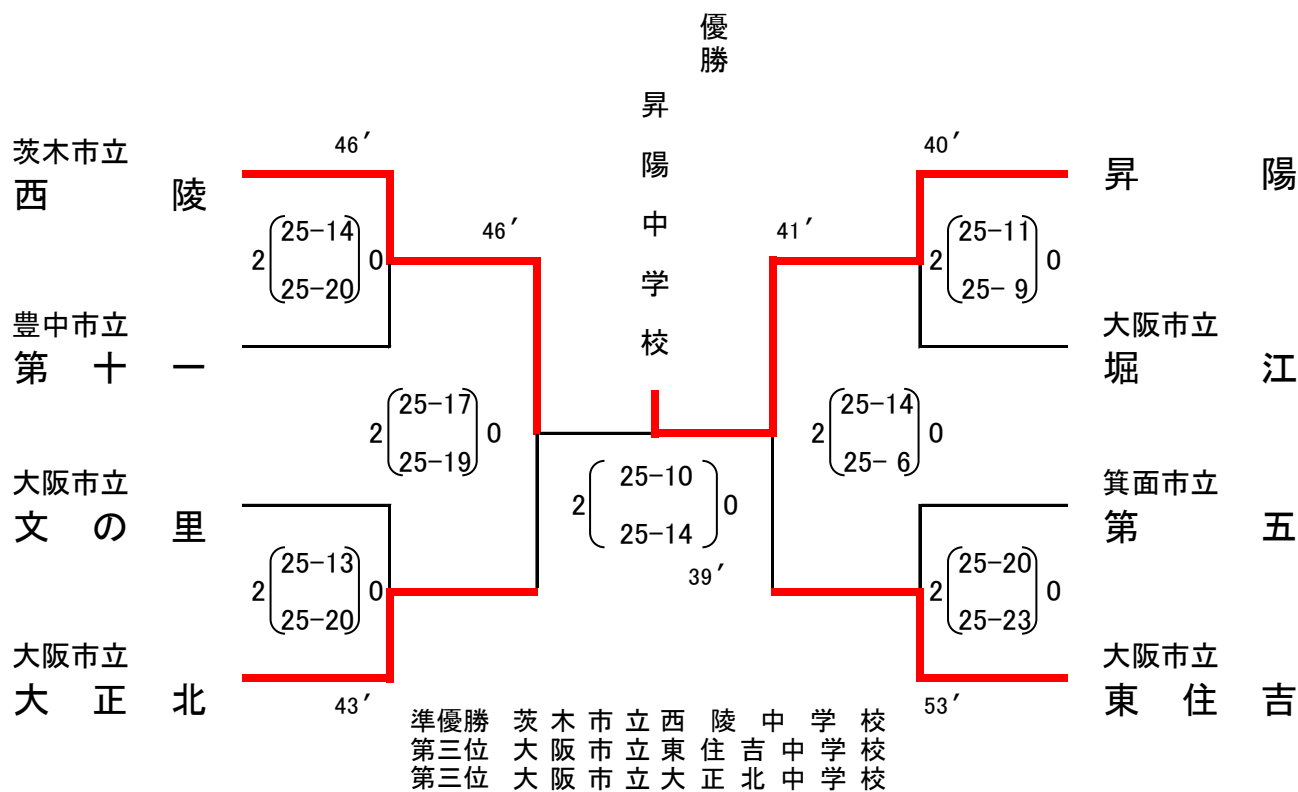 優勝
昇陽中学校
茨木市立
西陵
46′
2 25-14 0
25-20
豊中市立
第十一
46′
2 25-17 0
25-19
大阪市立
文の里
2 25-13 0
25-20
大阪市立
大正北
43′
2 25-10 0
25-14
39′
40′
昇陽
2 25-11 0
25- 9
大阪市立
堀江
41′
2 25-14 0
25- 6
箕面市立
第五
2 25-20 0
25-23
大阪市立
東住吉
53′
準優勝 茨木市立西陵中学校
第三位 大阪市立東住吉中学校
第三位 大阪市立大正北中学校